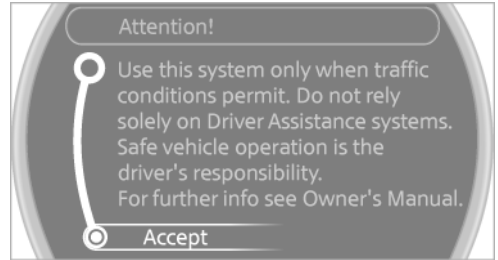 Attention!
Use this system only when traffic
conditions permit. Do not rely
solely on Driver Assistance systems.
Safe vehicle operation is the
driver's responsibility.
For further info see Owner's Manual.
Accept